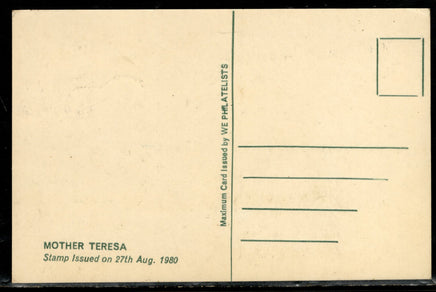 MOTHER TERESA
Stamp Issued on 27th Aug. 1980
Maximum Card Issued by WE PHILATELISTS